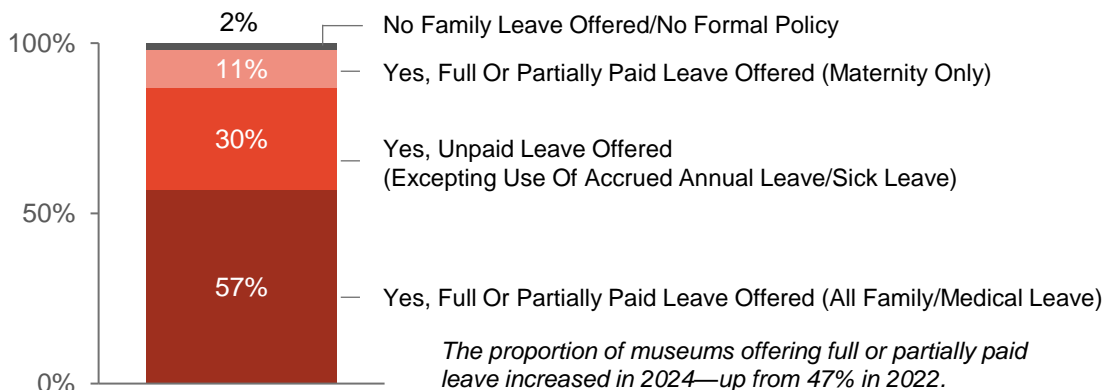 2%
No Family Leave Offered/No Formal Policy
100%
11%
Yes, Full Or Partially Paid Leave Offered (Maternity Only)
30%
Yes, Unpaid Leave Offered
(Excepting Use Of Accrued Annual Leave/Sick Leave)
50%
57%
Yes, Full Or Partially Paid Leave Offered (All Family/Medical Leave)
The proportion of museums offering full or partially paid
leave increased in 2024—up from 47% in 2022.
0%